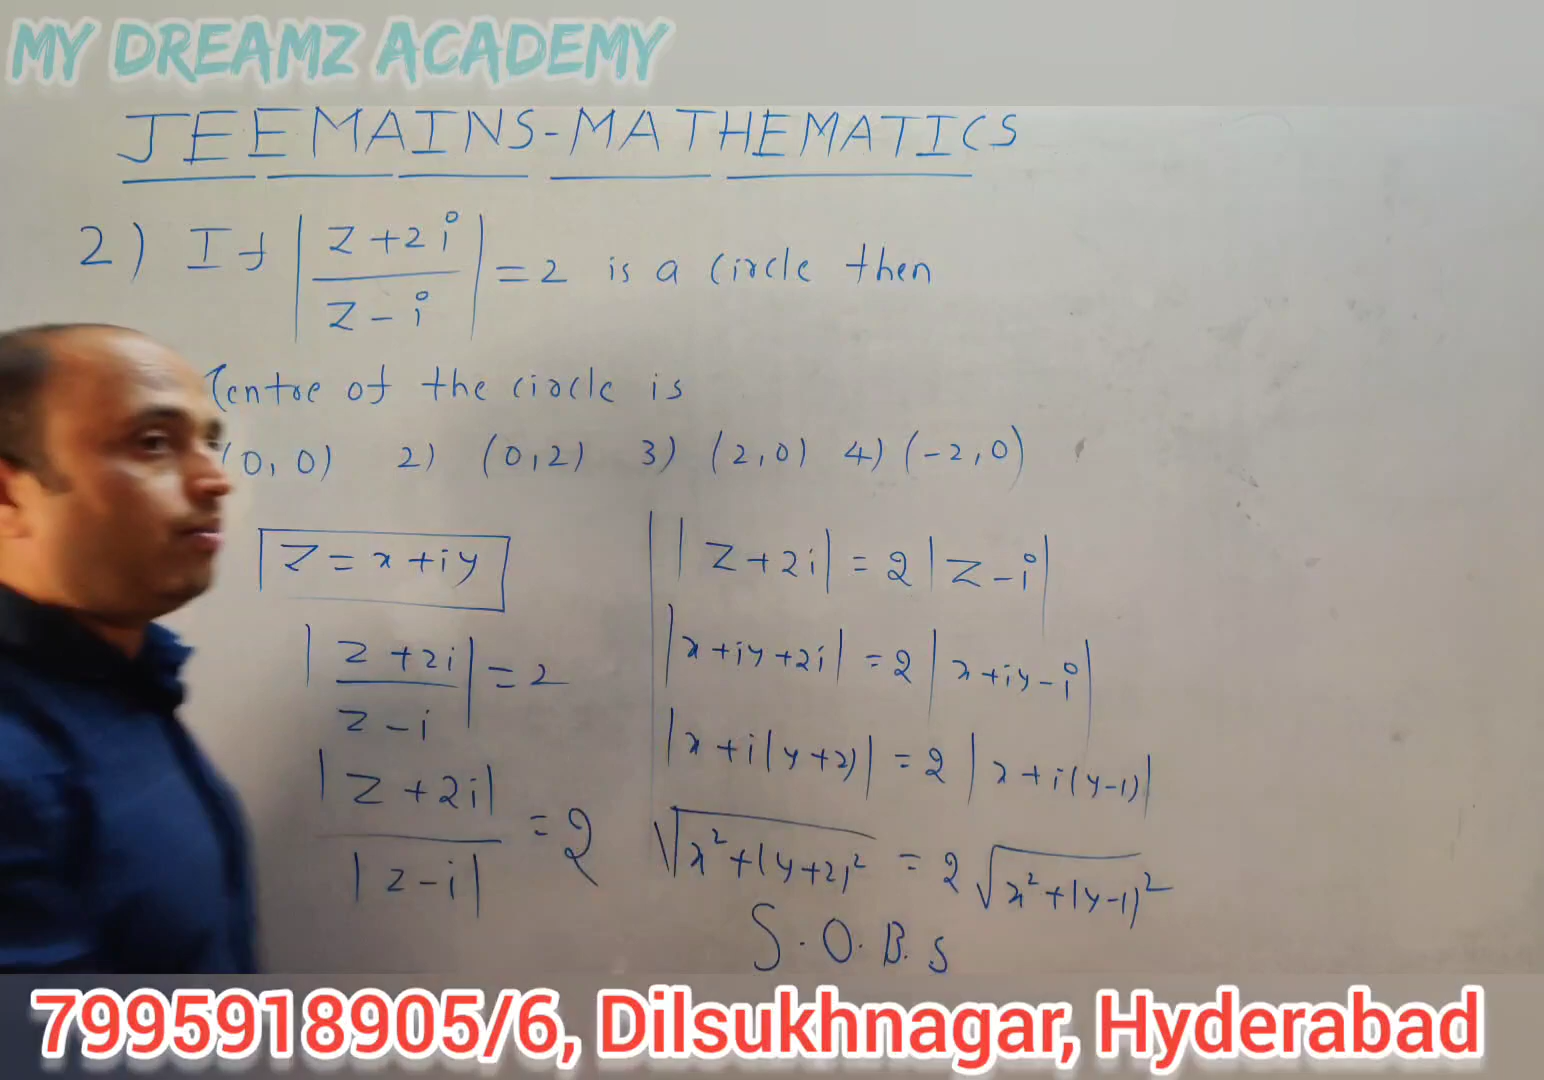 MY DREAMZ ACADEMY
JEE MAINS-MATHEMATICS
2) If |z+2i / z-i| = 2 is a circle then
Centre of the circle is
(0,0) 2) (0,2) 3) (2,0) 4) (-2,0)
z = x+iy
|z+2i / z-i| = 2
|z+2i| / |z-i| = 2
|z+2i| = 2|z-i|
|x+iy+2i| = 2|x+iy-i|
|x+i(y+2)| = 2|x+i(y-1)|
√x²+(y+2)² = 2√x²+(y-1)²
S.O.B.S
7995918905/6, Dilsukhnagar, Hyderabad